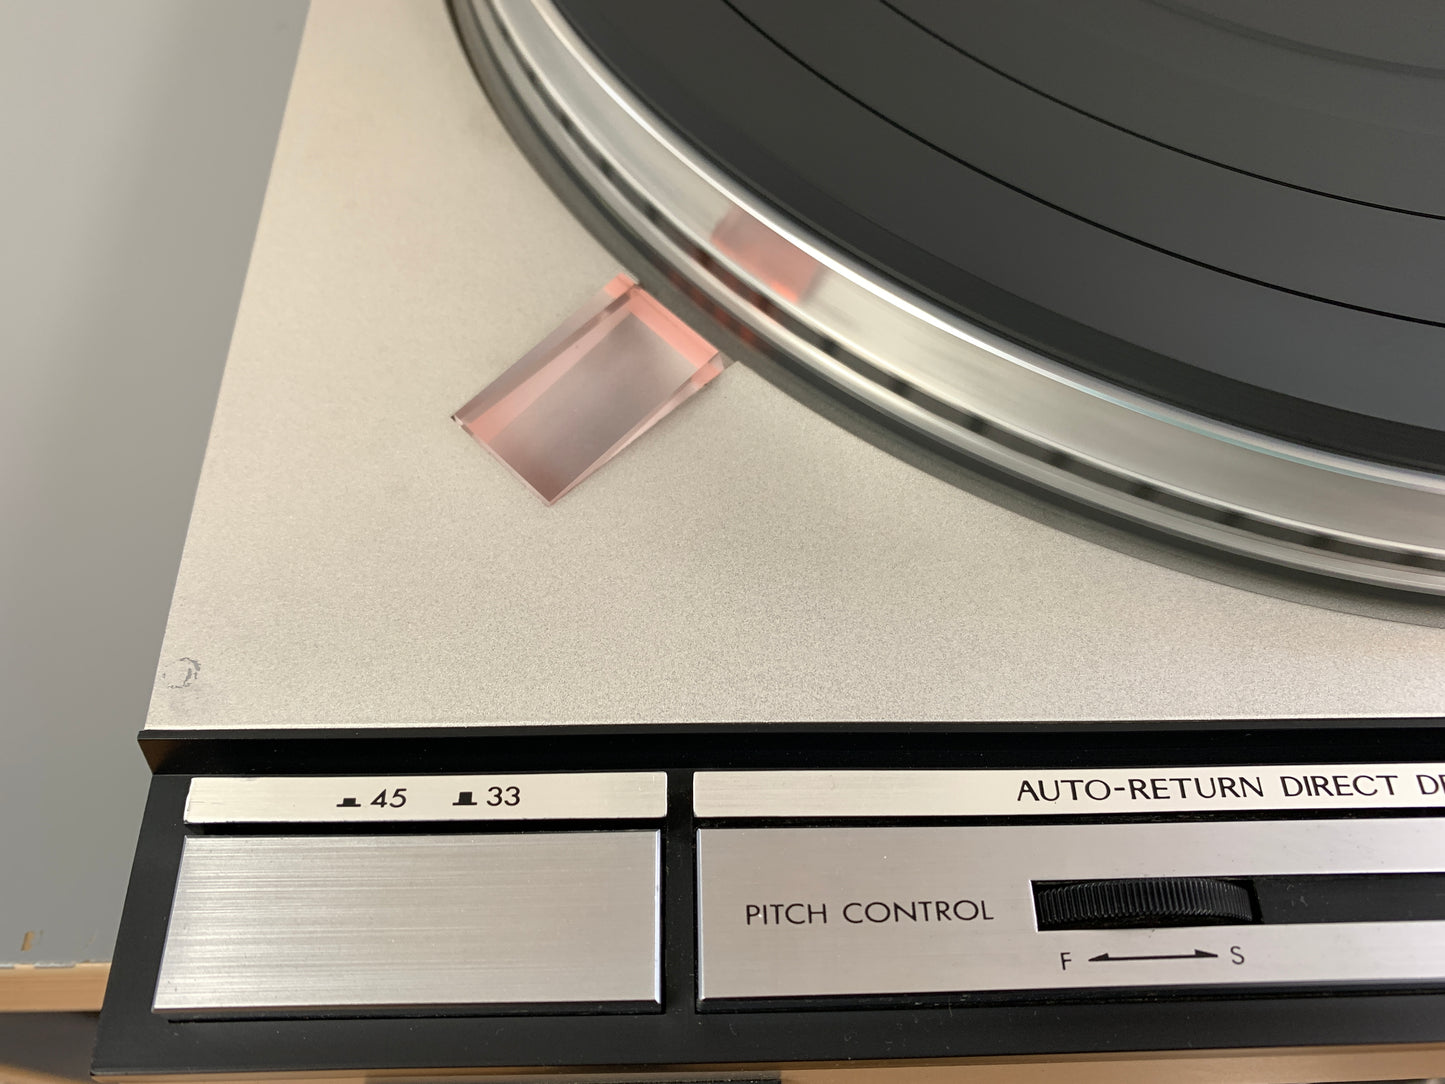 45 33
AUTO-RETURN DIRECT
PITCH CONTROL
F S